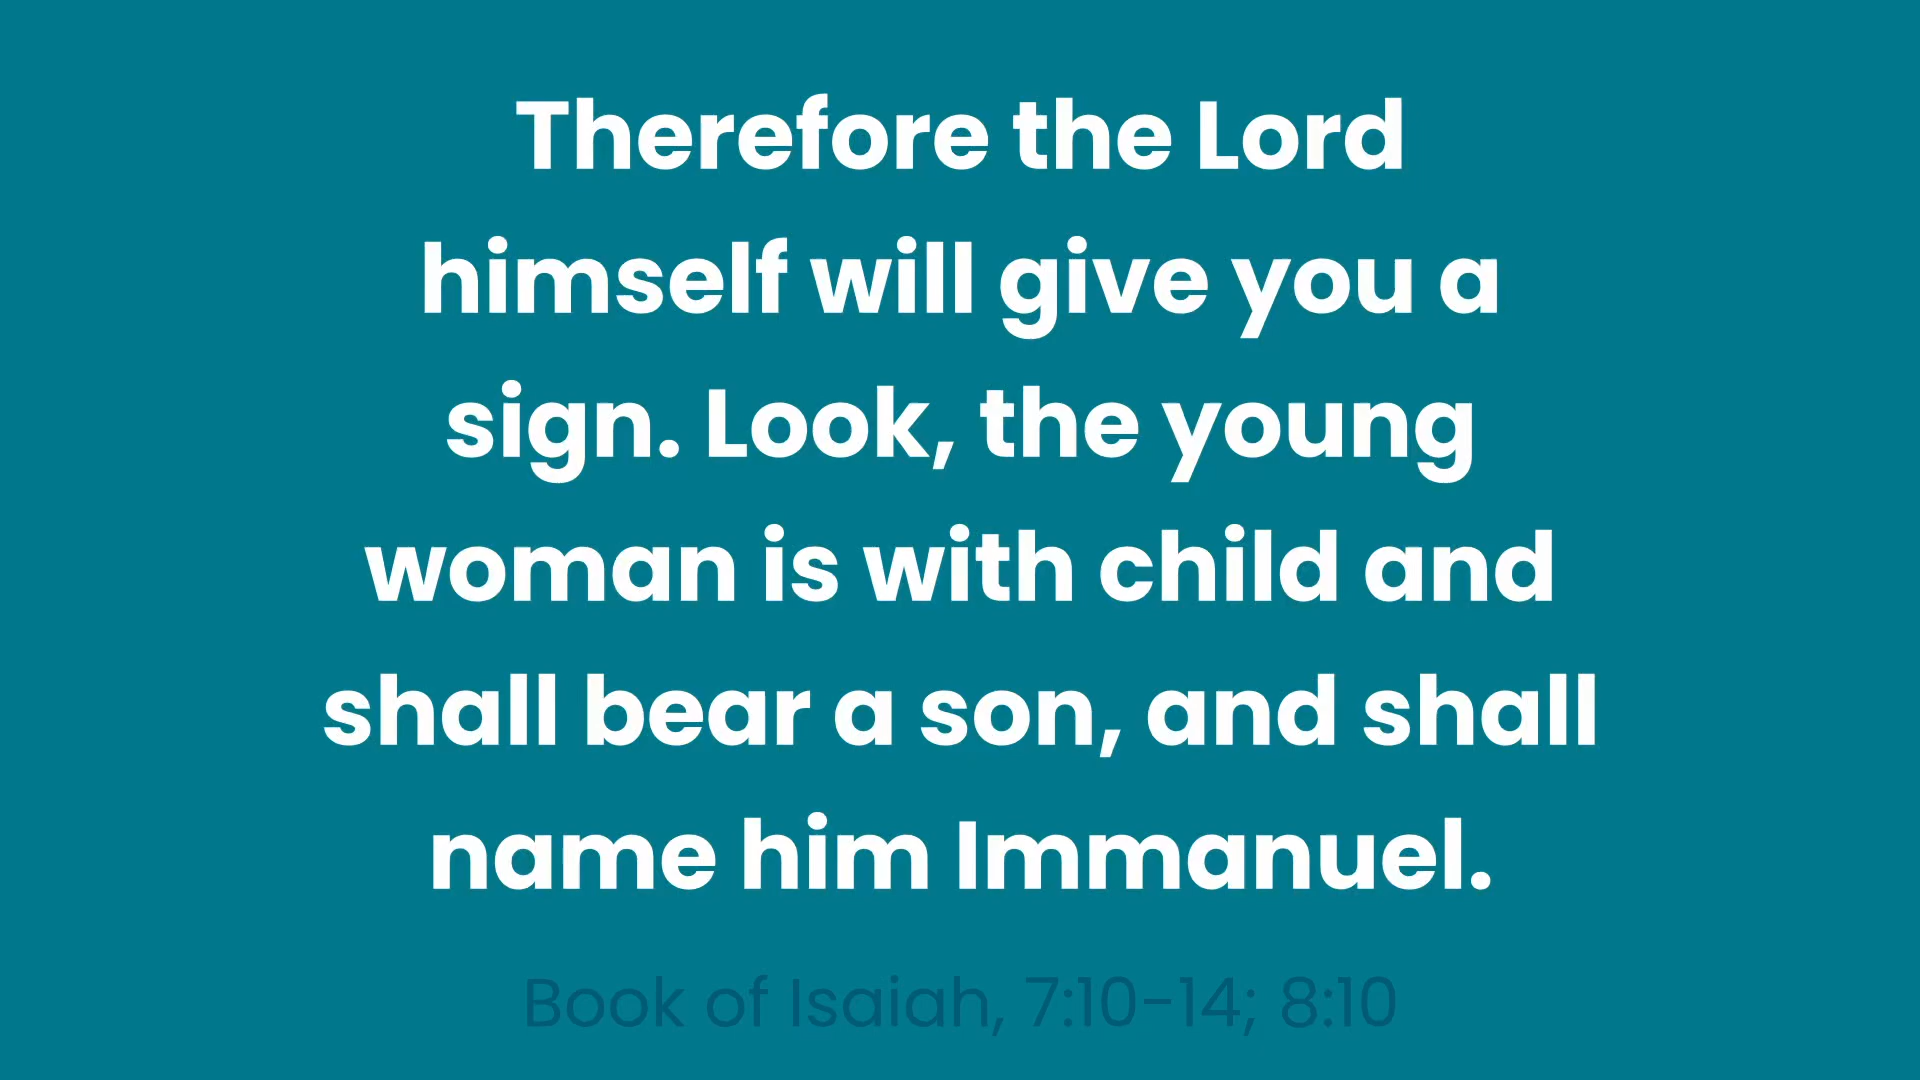 Therefore the Lord
himself will give you a
sign. Look, the young
woman is with child and
shall bear a son, and shall
name him Immanuel.
Book of Isaiah, 7:10-14; 8:10